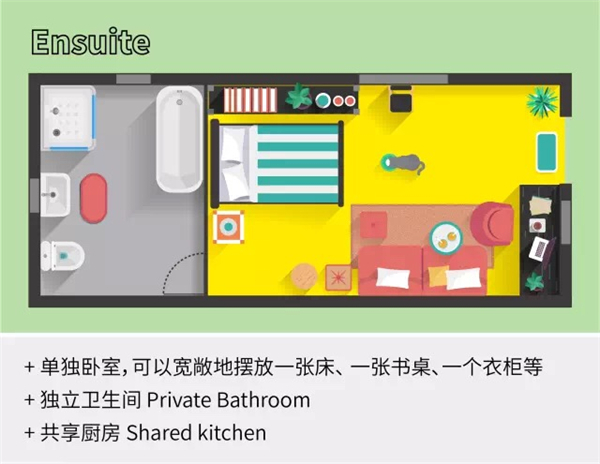 Ensuite
+ 单独卧室，可以宽敞地摆放一张床、一张书桌、一个衣柜等
+ 独立卫生间 Private Bathroom
+ 共享厨房 Shared kitchen